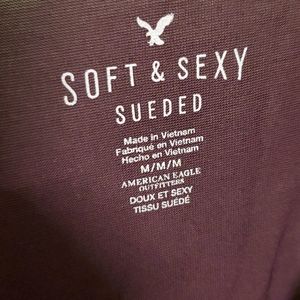 SOFT & SEXY
SUEDED
Made in Vietnam
Fabriqué en Vietnam
Hecho en Vietnam
M/M/M
AMERICAN EAGLE
OUTFITTERS
DOUX ET SEXY
TISSU SUÉDÉ